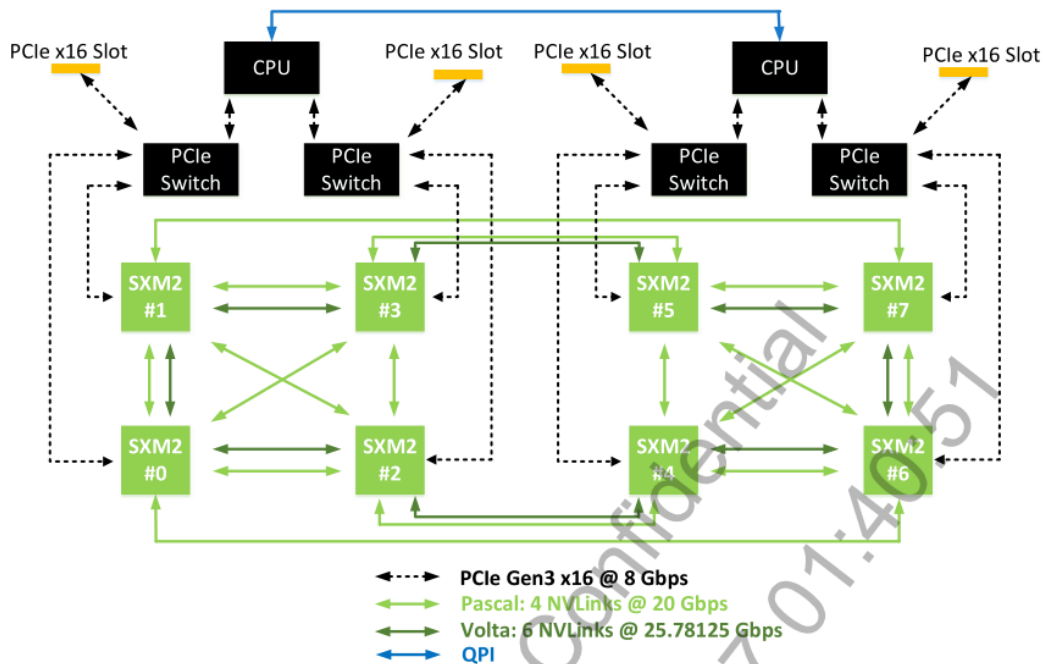 PCIe x16 Slot
CPU
PCIe x16 Slot
PCIe x16 Slot
CPU
PCIe x16 Slot
PCIe
Switch
PCIe
Switch
PCIe
Switch
PCIe
Switch
SXM2
#1
SXM2
#3
SXM2
#5
SXM2
#7
SXM2
#0
SXM2
#2
SXM2
#4
SXM2
#6
PCIe Gen3 x16 @ 8 Gbps
Pascal: 4 NVLinks @ 20 Gbps
Volta: 6 NVLinks @ 25.78125 Gbps
QPI
Confidential
7 01:40:51